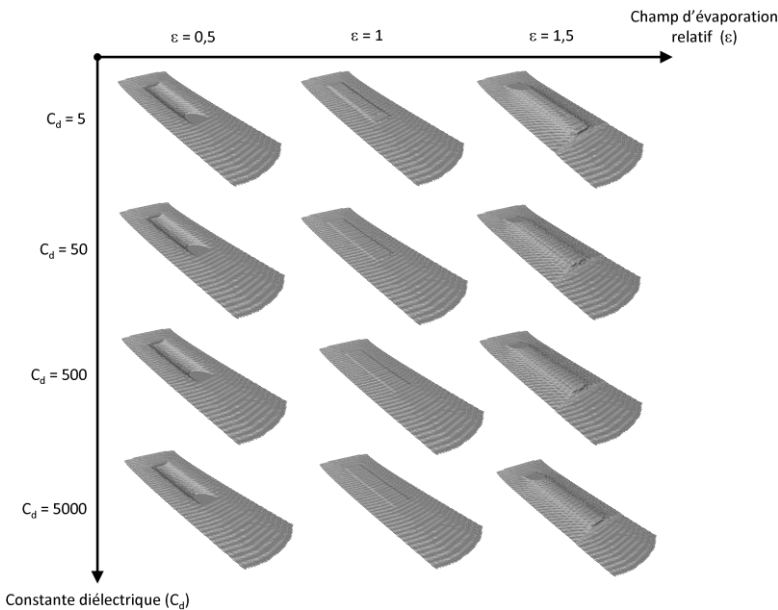 Champ d'évaporation
relatif (ε)
ε = 0,5
ε = 1
ε = 1,5
C_d = 5
C_d = 50
C_d = 500
C_d = 5000
Constante diélectrique (C_d)